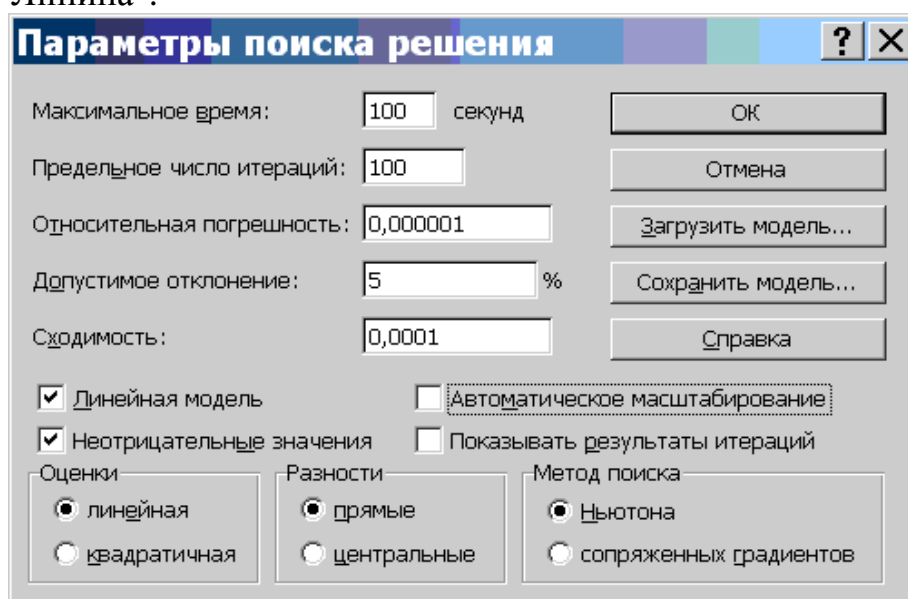 Параметры поиска решения ? X
Максимальное время: 100 секунд ОК
Предельное число итераций: 100 Отмена
Относительная погрешность: 0,000001 Загрузить модель...
Допустимое отклонение: 5 % Сохранить модель...
Сходимость: 0,0001 Справка
Линейная модель Автоматическое масштабирование
Неотрицательные значения Показывать результаты итераций
Оценки Разности Метод поиска
линейная прямые Ньютона
квадратичная центральные сопряженных градиентов